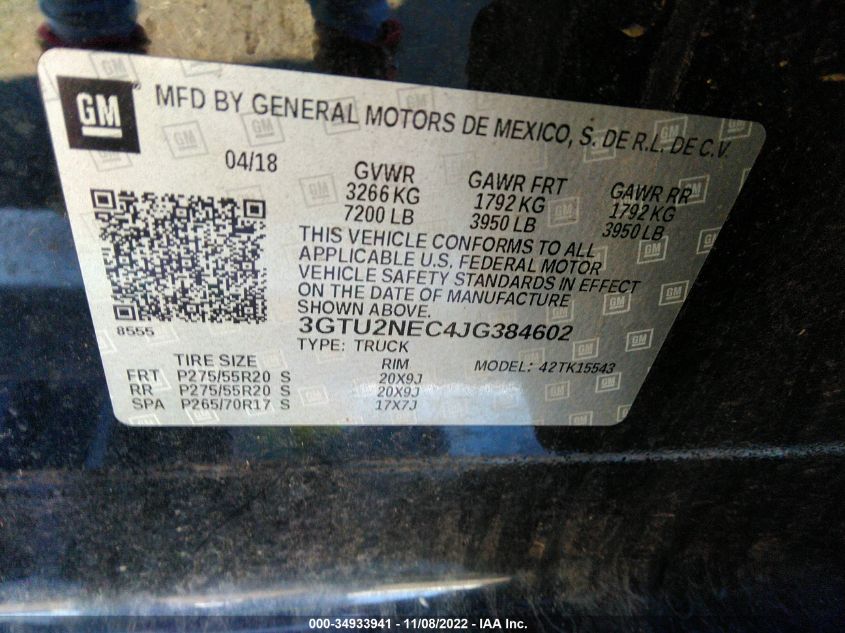 GM
MFD BY GENERAL MOTORS DE MEXICO, S. DE R.L. DE C.V.
04/18
GVWR
3266 KG
7200 LB
GAWR FRT
1792 KG
3950 LB
GAWR RR
1792 KG
3950 LB
THIS VEHICLE CONFORMS TO ALL
APPLICABLE U.S. FEDERAL MOTOR
VEHICLE SAFETY STANDARDS IN EFFECT
ON THE DATE OF MANUFACTURE
SHOWN ABOVE.
8555
3GTU2NEC4JG384602
TYPE: TRUCK
MODEL: 42TK15543
TIRE SIZE RIM
FRT P275/55R20 S 20X9J
RR P275/55R20 S 20X9J
SPA P265/70R17 S 17X7J
000-34933941 - 11/08/2022 - IAA Inc.